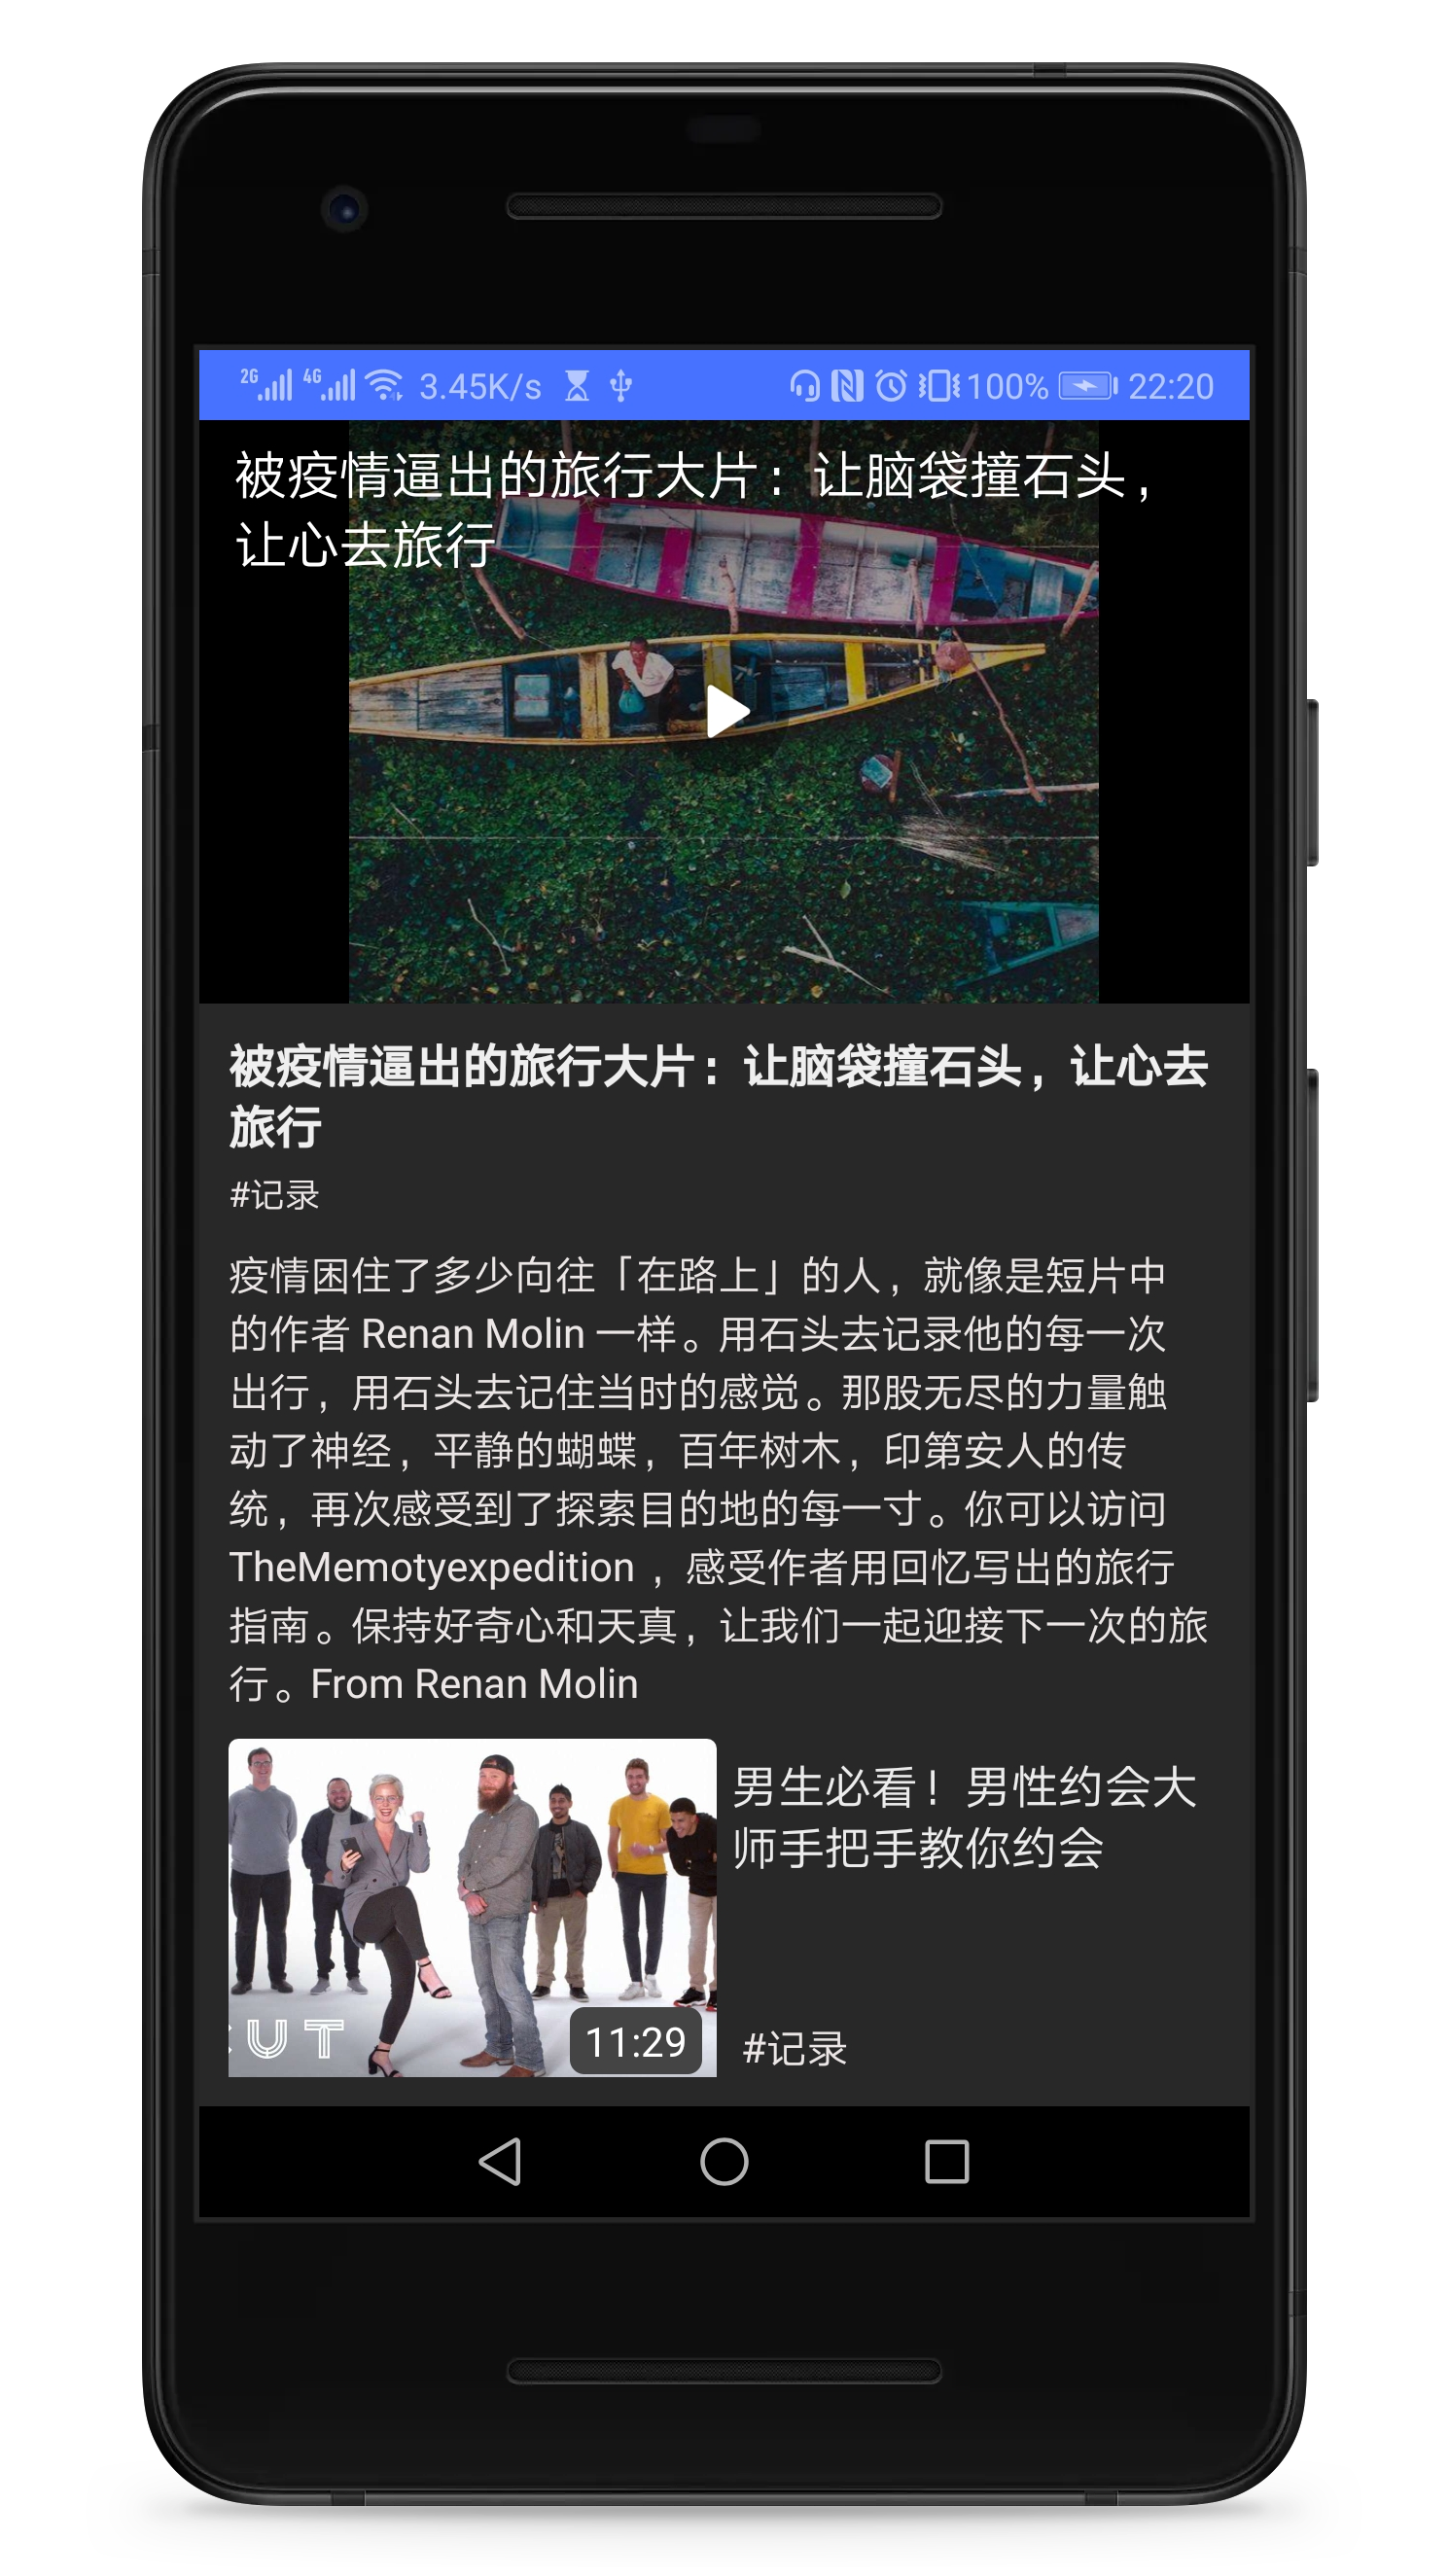 2G 4G 3.45K/s 100% 22:20
被疫情逼出的旅行大片：让脑袋撞石头，
让心去旅行
被疫情逼出的旅行大片：让脑袋撞石头，让心去
旅行
#记录
疫情困住了多少向往「在路上」的人，就像是短片中
的作者 Renan Molin 一样。用石头去记录他的每一次
出行，用石头去记住当时的感觉。那股无尽的力量触
动了神经，平静的蝴蝶，百年树木，印第安人的传
统，再次感受到了探索目的地的每一寸。你可以访问
TheMemotyexpedition ，感受作者用回忆写出的旅行
指南。保持好奇心和天真，让我们一起迎接下一次的旅
行。From Renan Molin
男生必看！男性约会大
师手把手教你约会
UT
11:29
#记录